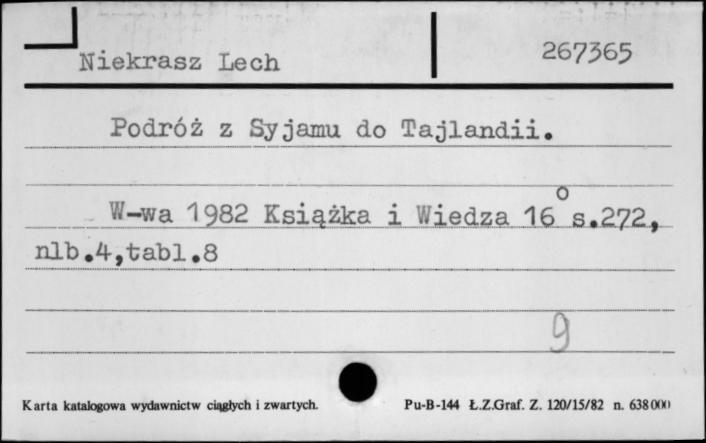 Niekrasz Lech 267365
Podróż z Syjamu do Tajlandii.
W-wa 1982 Książka i Wiedza 16° s.272,
nlb.4,tabl.8
9
Karta katalogowa wydawnictw ciągłych i zwartych. Pu-B-144 Ł.Z.Graf. Z. 120/15/82 n. 638000